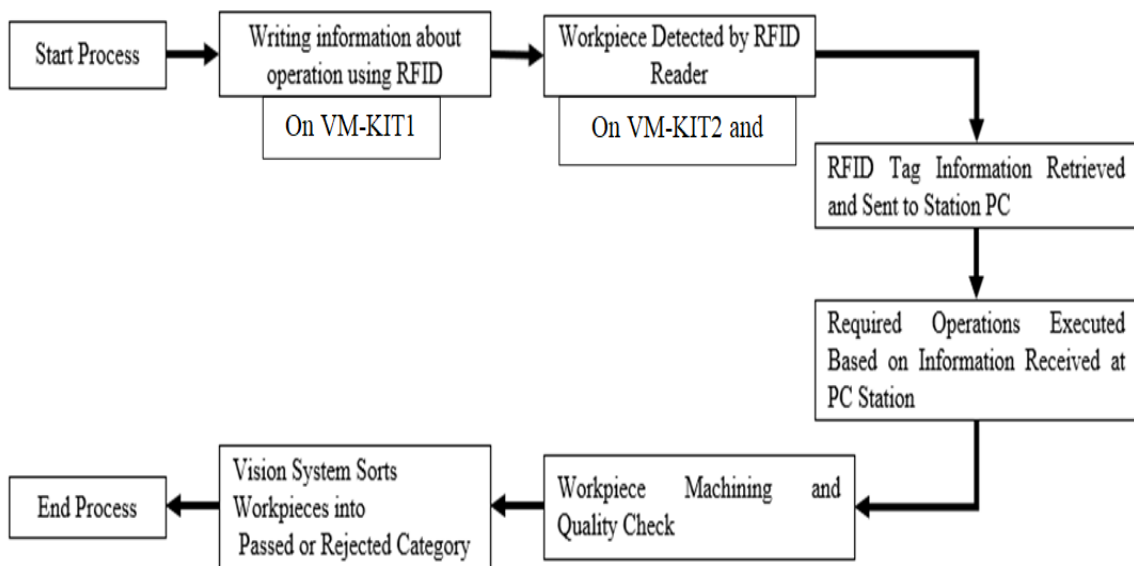 Start Process
Writing information about
operation using RFID
On VM-KIT1
Workpiece Detected by RFID
Reader
On VM-KIT2 and
RFID Tag Information Retrieved
and Sent to Station PC
Required Operations Executed
Based on Information Received at
PC Station
Workpiece Machining and
Quality Check
Vision System Sorts
Workpieces into
Passed or Rejected Category
End Process